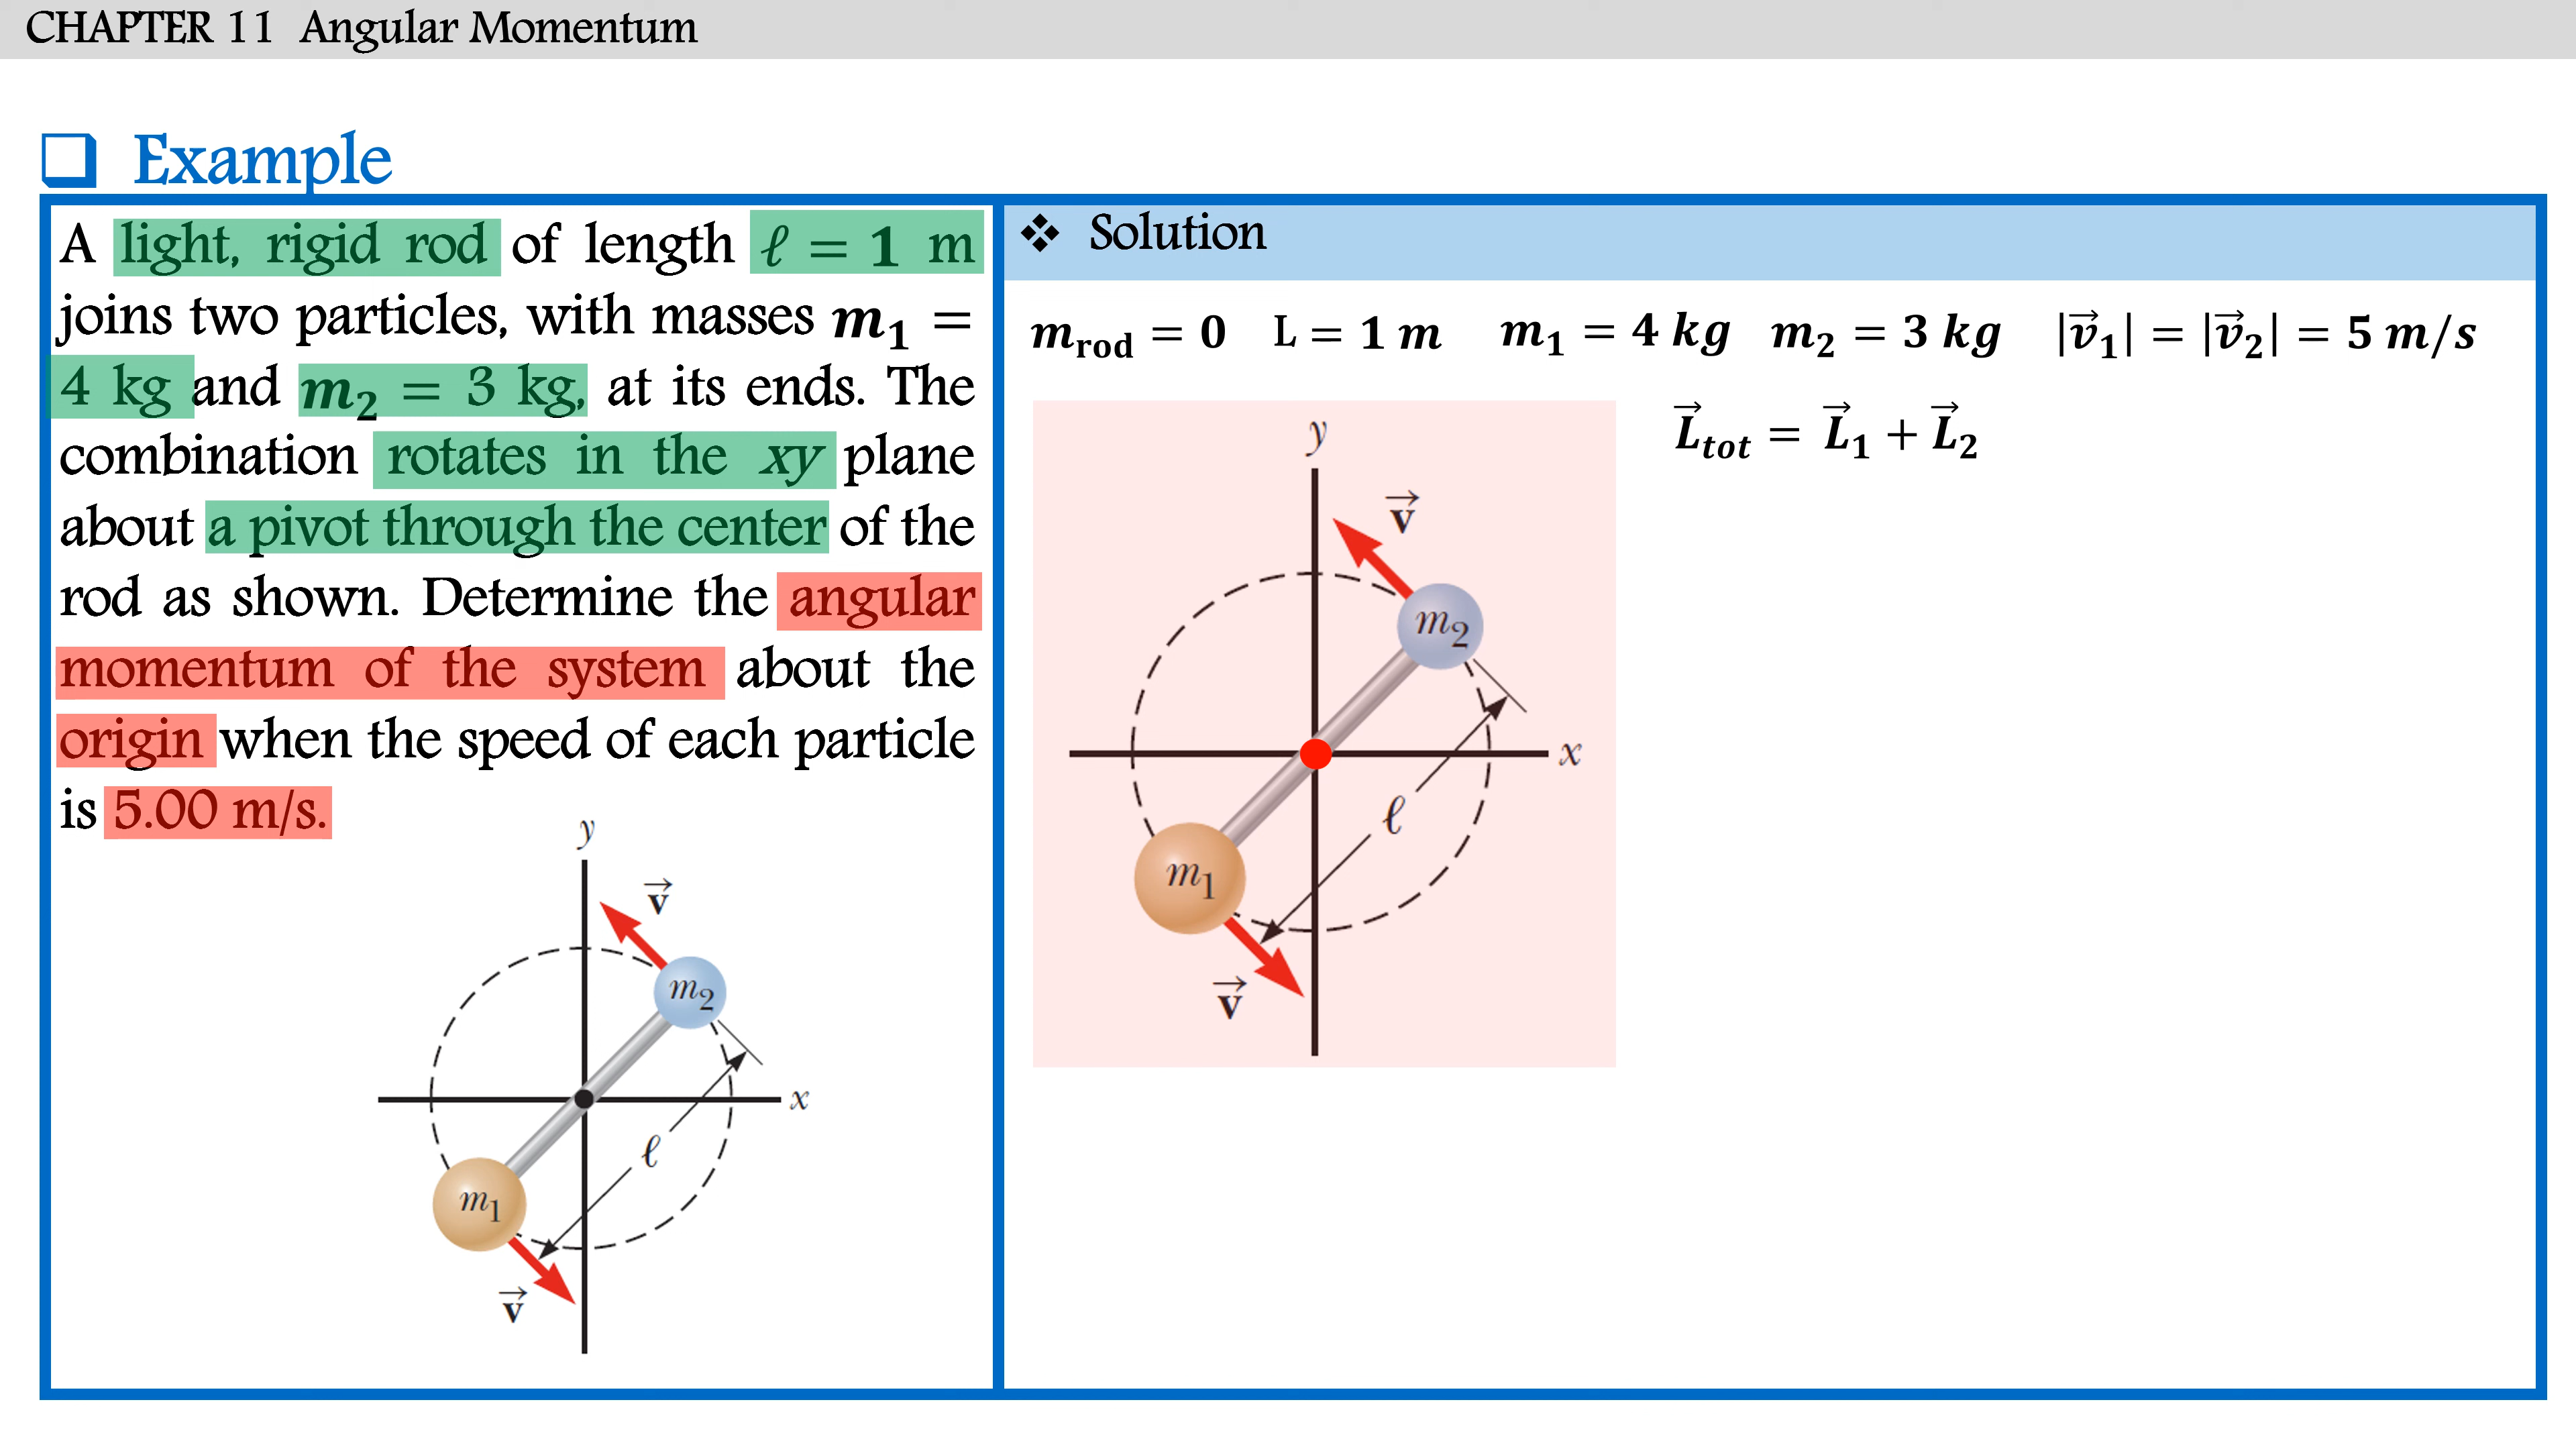 CHAPTER 11 Angular Momentum
❑ Example
A light, rigid rod of length ℓ = 1 m
joins two particles, with masses m₁ =
4 kg and m₂ = 3 kg, at its ends. The
combination rotates in the xy plane
about a pivot through the center of the
rod as shown. Determine the angular
momentum of the system about the
origin when the speed of each particle
is 5.00 m/s.
y
v⃗
m₂
x
ℓ
m₁
v⃗
❖ Solution
m_rod = 0 L = 1 m m₁ = 4 kg m₂ = 3 kg |v⃗₁| = |v⃗₂| = 5 m/s
L⃗_tot = L⃗₁ + L⃗₂
y
v⃗
m₂
x
ℓ
m₁
v⃗